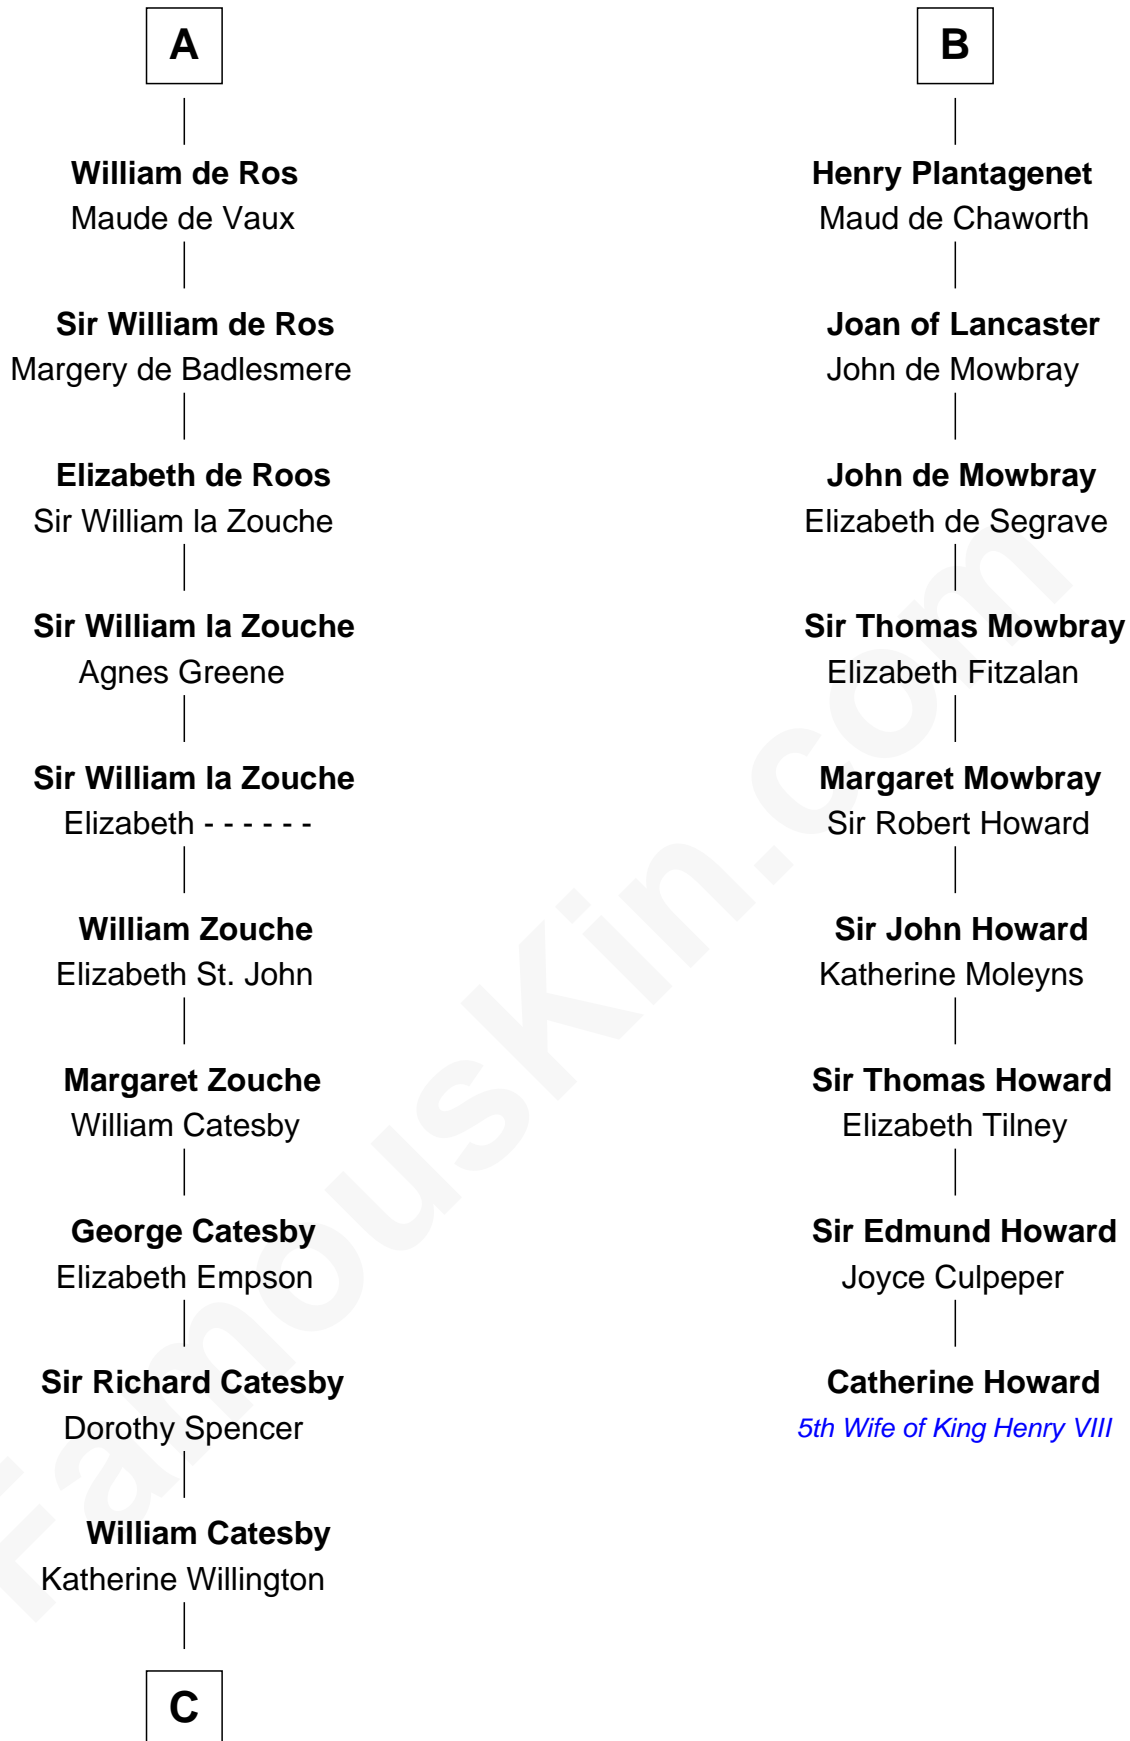 A
William de Ros
Maude de Vaux
Sir William de Ros
Margery de Badlesmere
Elizabeth de Roos
Sir William la Zouche
Sir William la Zouche
Agnes Greene
Sir William la Zouche
Elizabeth - - - - - -
William Zouche
Elizabeth St. John
Margaret Zouche
William Catesby
George Catesby
Elizabeth Empson
Sir Richard Catesby
Dorothy Spencer
William Catesby
Katherine Willington
C
B
Henry Plantagenet
Maud de Chaworth
Joan of Lancaster
John de Mowbray
John de Mowbray
Elizabeth de Segrave
Sir Thomas Mowbray
Elizabeth Fitzalan
Margaret Mowbray
Sir Robert Howard
Sir John Howard
Katherine Moleyns
Sir Thomas Howard
Elizabeth Tilney
Sir Edmund Howard
Joyce Culpeper
Catherine Howard
5th Wife of King Henry VIII
FamousKin.com